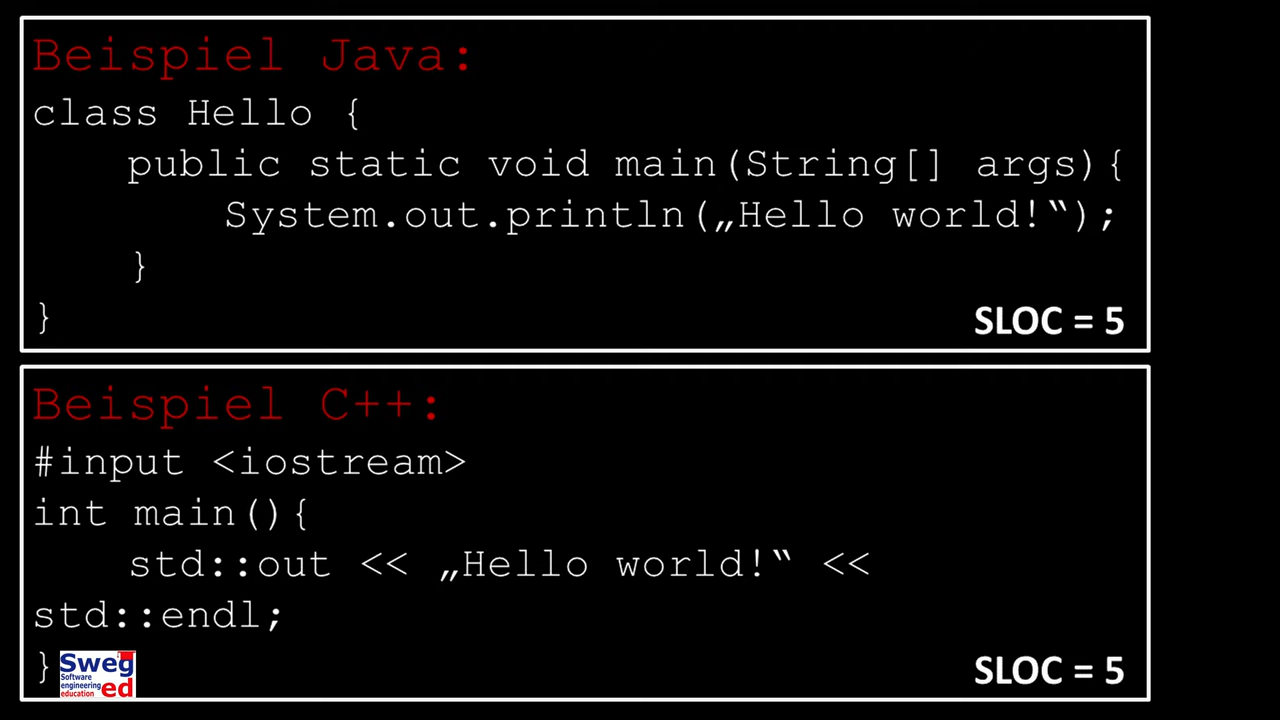 Beispiel Java:
class Hello {
public static void main(String[] args){
System.out.println(„Hello world!“);
}
}
SLOC = 5
Beispiel C++:
#input <iostream>
int main(){
std::out << „Hello world!“ <<
std::endl;
}
SLOC = 5
Sweg
Software
engineering
education
ed